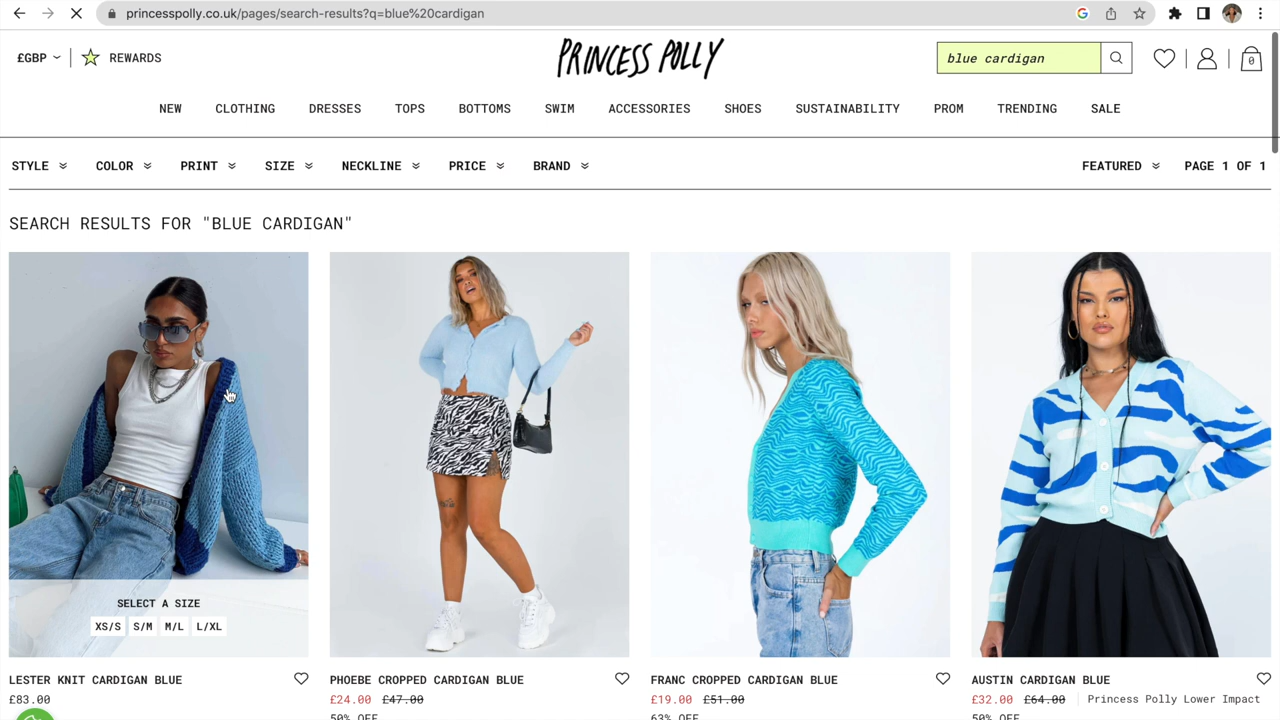 princesspolly.co.uk/pages/search-results?q=blue%20cardigan
£GBP REWARDS PRINCESS POLLY blue cardigan 0
NEW CLOTHING DRESSES TOPS BOTTOMS SWIM ACCESSORIES SHOES SUSTAINABILITY PROM TRENDING SALE
STYLE COLOR PRINT SIZE NECKLINE PRICE BRAND FEATURED PAGE 1 OF 1
SEARCH RESULTS FOR "BLUE CARDIGAN"
SELECT A SIZE
XS/S S/M M/L L/XL
LESTER KNIT CARDIGAN BLUE
£83.00
PHOEBE CROPPED CARDIGAN BLUE
£24.00 £47.00
50% OFF
FRANC CROPPED CARDIGAN BLUE
£19.00 £51.00
63% OFF
AUSTIN CARDIGAN BLUE
£32.00 £64.00 Princess Polly Lower Impact
50% OFF